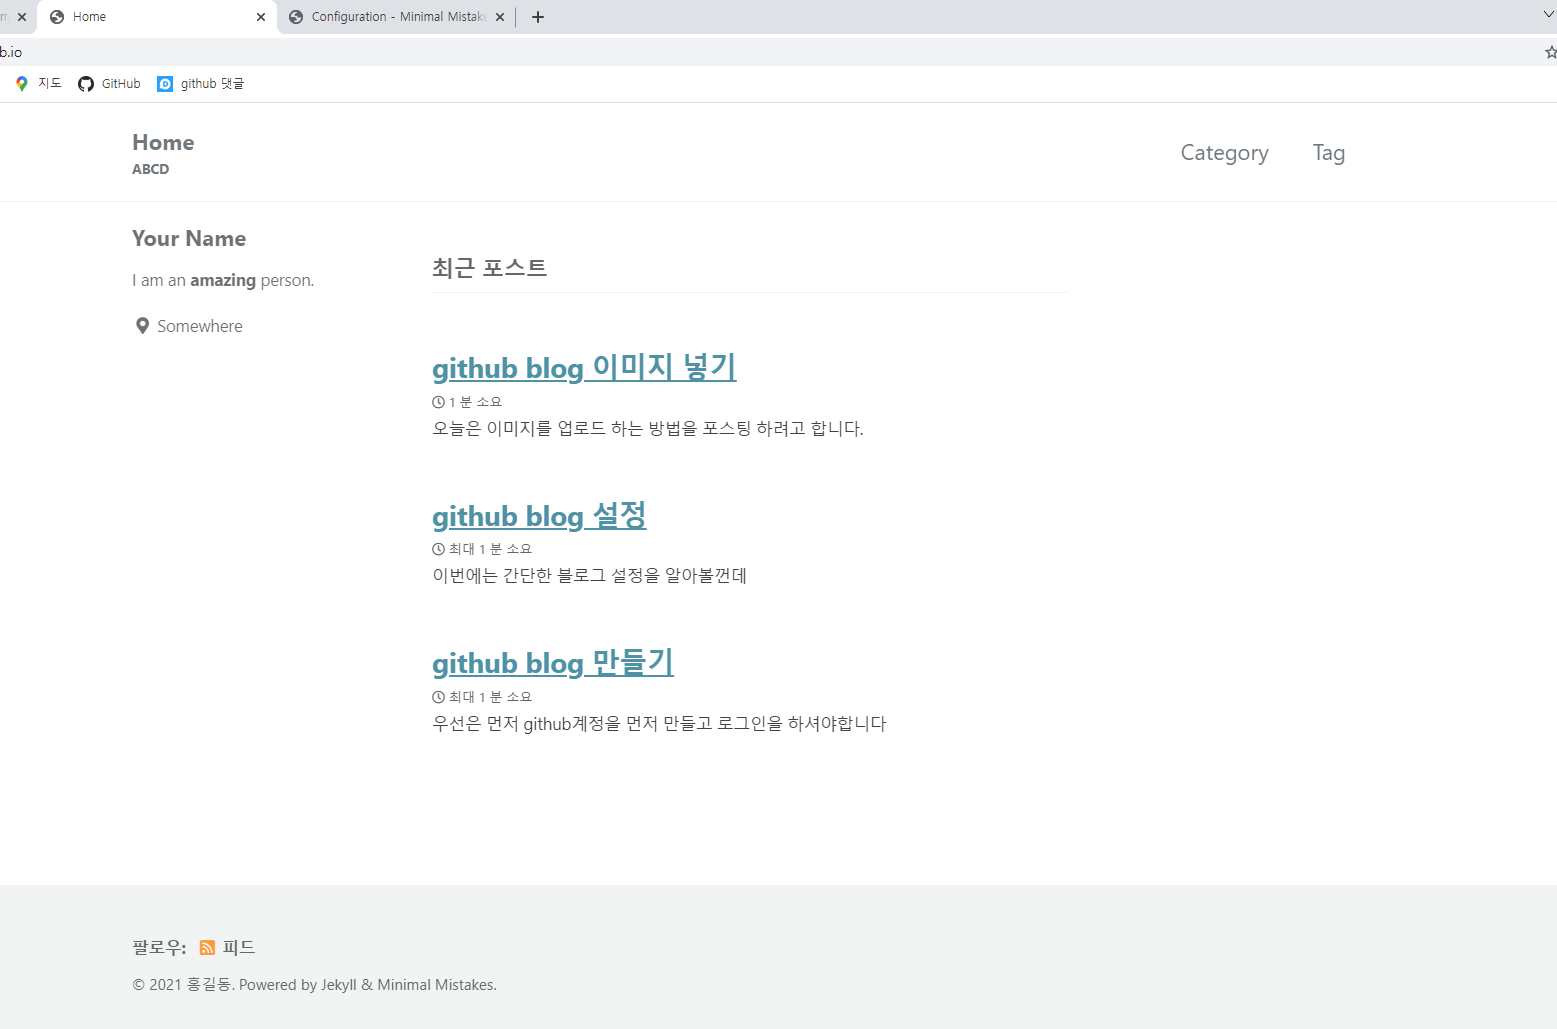 Home
Configuration - Minimal Mistake
b.io
지도
GitHub
github 댓글
Home
ABCD
Category
Tag
Your Name
I am an amazing person.
Somewhere
최근 포스트
github blog 이미지 넣기
1 분 소요
오늘은 이미지를 업로드 하는 방법을 포스팅 하려고 합니다.
github blog 설정
최대 1 분 소요
이번에는 간단한 블로그 설정을 알아볼껀데
github blog 만들기
최대 1 분 소요
우선은 먼저 github계정을 먼저 만들고 로그인을 하셔야합니다
팔로우: 피드
© 2021 홍길동. Powered by Jekyll & Minimal Mistakes.